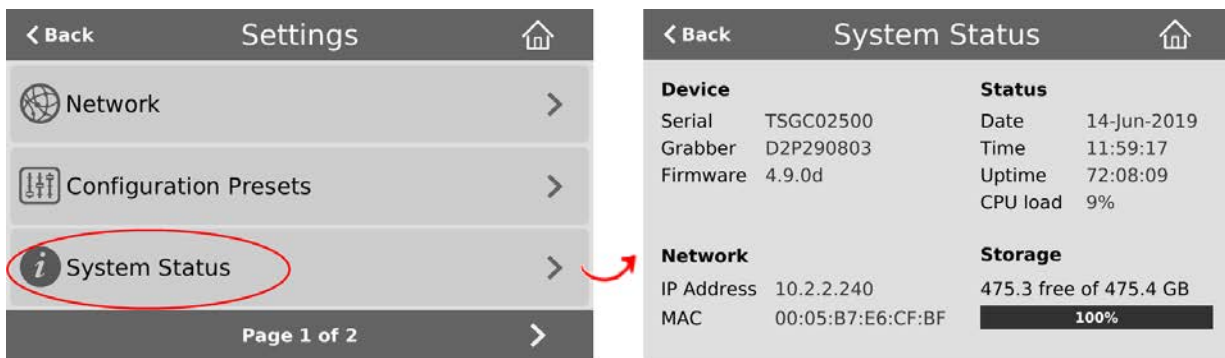 Back Settings
Network
Configuration Presets
i System Status
Page 1 of 2
Back System Status
Device
Serial TSGC02500
Grabber D2P290803
Firmware 4.9.0d
Status
Date 14-Jun-2019
Time 11:59:17
Uptime 72:08:09
CPU load 9%
Network
IP Address 10.2.2.240
MAC 00:05:B7:E6:CF:BF
Storage
475.3 free of 475.4 GB
100%